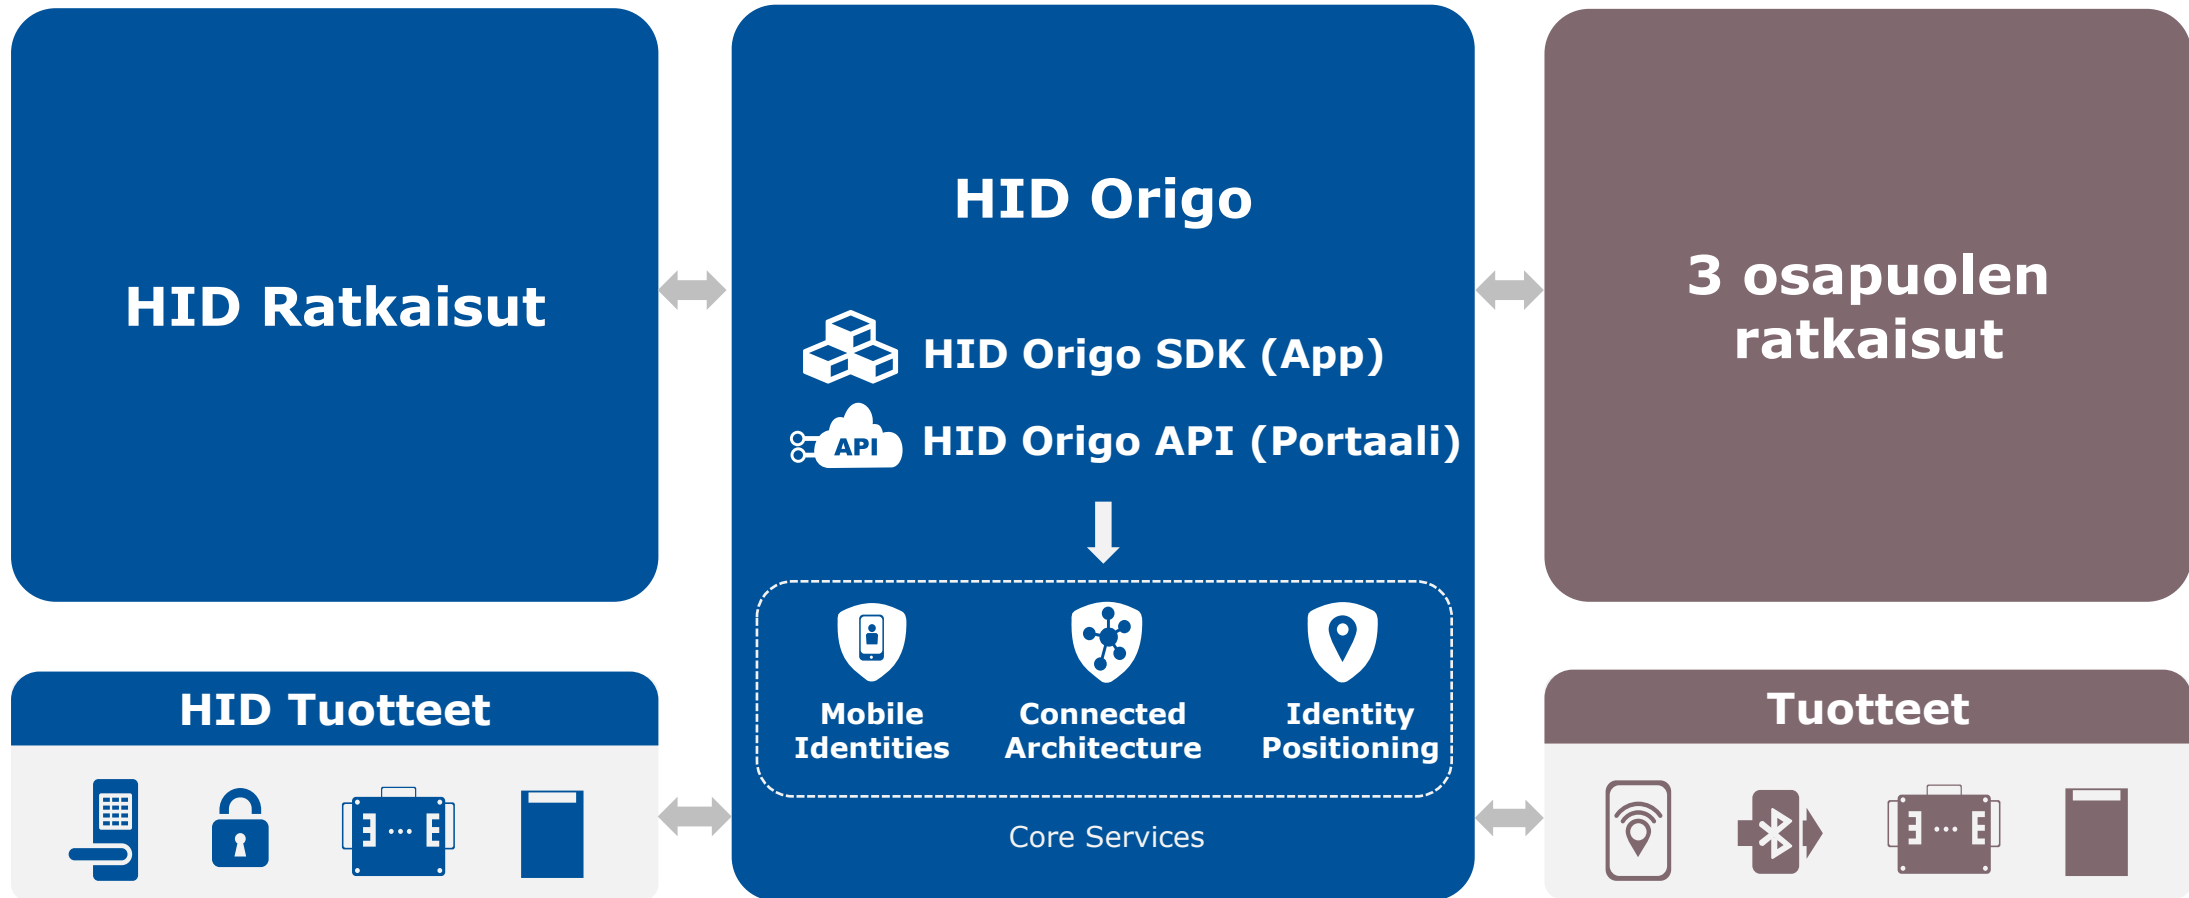 HID Ratkaisut
HID Tuotteet
HID Origo
HID Origo SDK (App)
API
HID Origo API (Portaali)
Mobile
Identities
Connected
Architecture
Identity
Positioning
Core Services
3 osapuolen
ratkaisut
Tuotteet